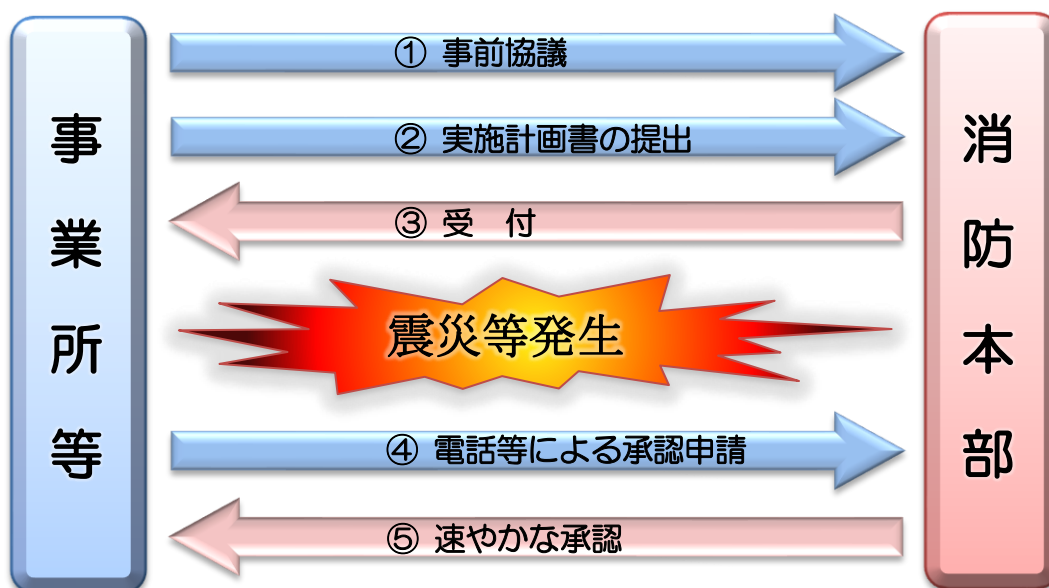 事業所等
① 事前協議
② 実施計画書の提出
③ 受　付
震災等発生
④ 電話等による承認申請
⑤ 速やかな承認
消防本部